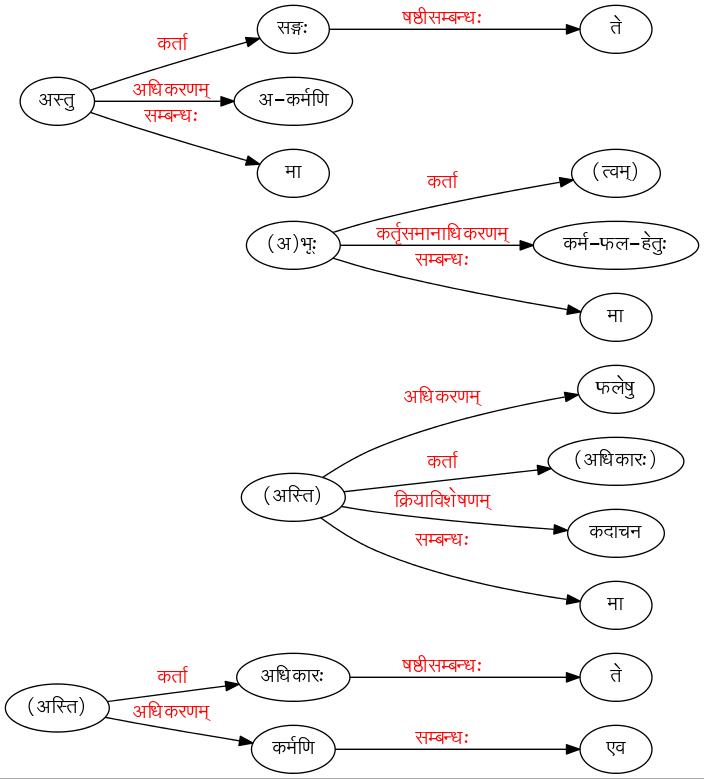 सङ्गः
षष्ठीसम्बन्धः
ते
कर्ता
अस्तु
अधिकरणम्
अ-कर्मणि
सम्बन्धः
मा
कर्ता
(त्वम्)
(अ)भूः
कर्तृसमानाधिकरणम्
कर्म-फल-हेतुः
सम्बन्धः
मा
अधिकरणम्
फलेषु
कर्ता
(अधिकारः)
(अस्ति)
क्रियाविशेषणम्
कदाचन
सम्बन्धः
मा
कर्ता
अधिकारः
षष्ठीसम्बन्धः
ते
(अस्ति)
अधिकरणम्
कर्मणि
सम्बन्धः
एव